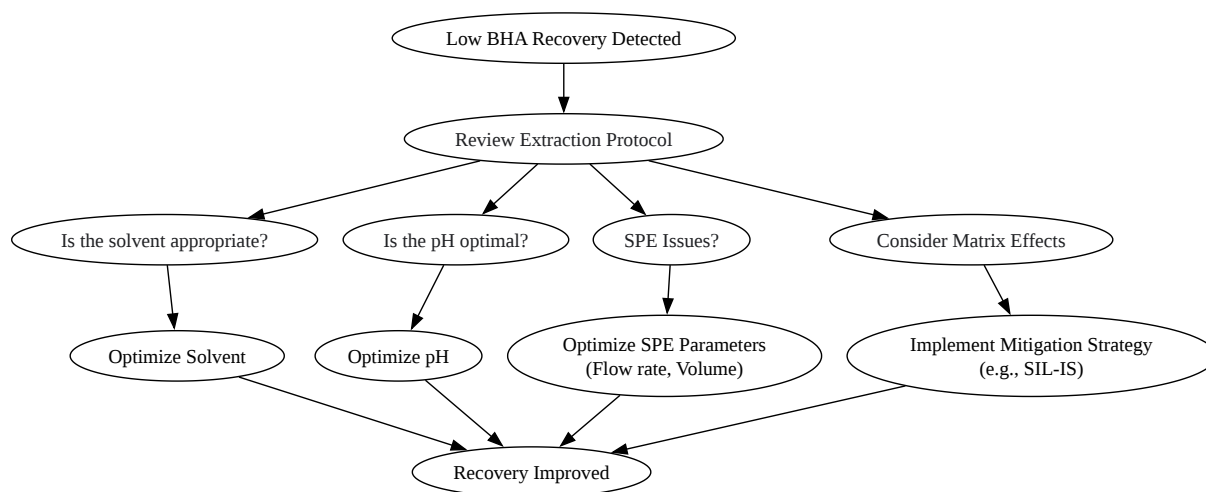 Low BHA Recovery Detected
Review Extraction Protocol
Is the solvent appropriate?
Is the pH optimal?
SPE Issues?
Consider Matrix Effects
Optimize Solvent
Optimize pH
Optimize SPE Parameters
(Flow rate, Volume)
Implement Mitigation Strategy
(e.g., SIL-IS)
Recovery Improved